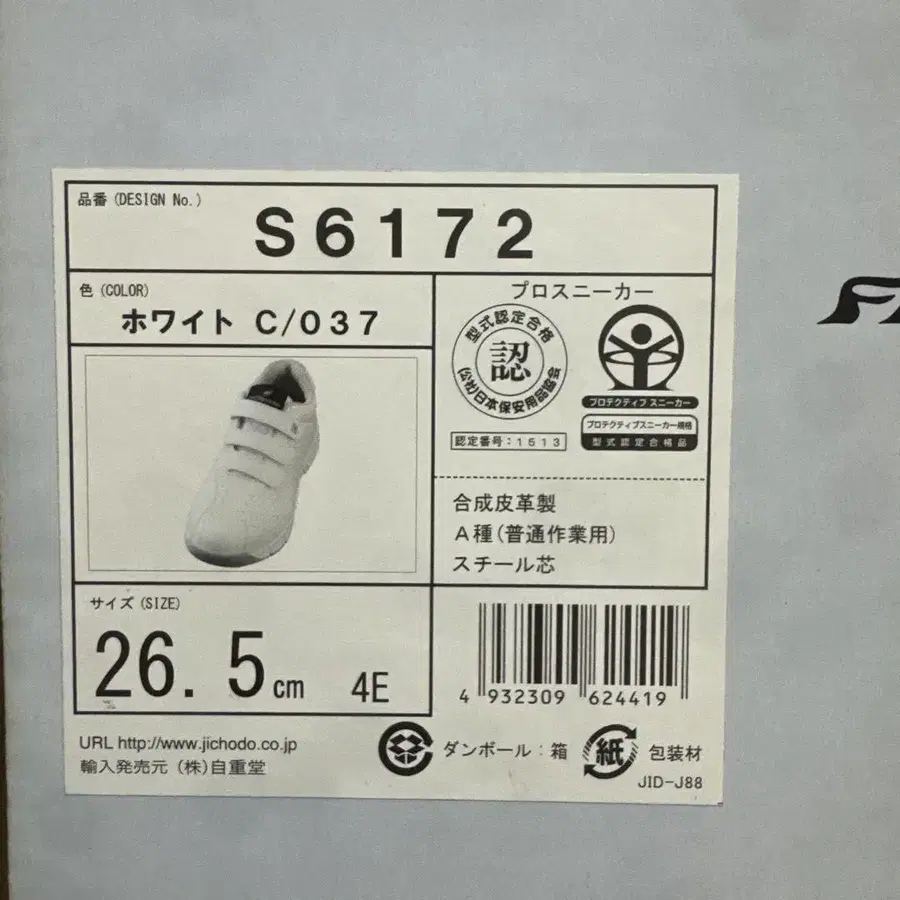 品番 (DESIGN No.)
S6172
色 (COLOR)
ホワイト C/037
プロスニーカー
型式認定合格
認
(公社)日本保安用品協会
認定番号:1513
プロテクティブ スニーカー
プロテクティブスニーカー規格
型式認定合格品
合成皮革製
A種(普通作業用)
スチール芯
サイズ (SIZE)
26.5cm 4E
4 932309 624419
URL http://www.jichodo.co.jp
輸入発売元 (株)自重堂
ダンボール:箱
紙 包装材
JID-J88